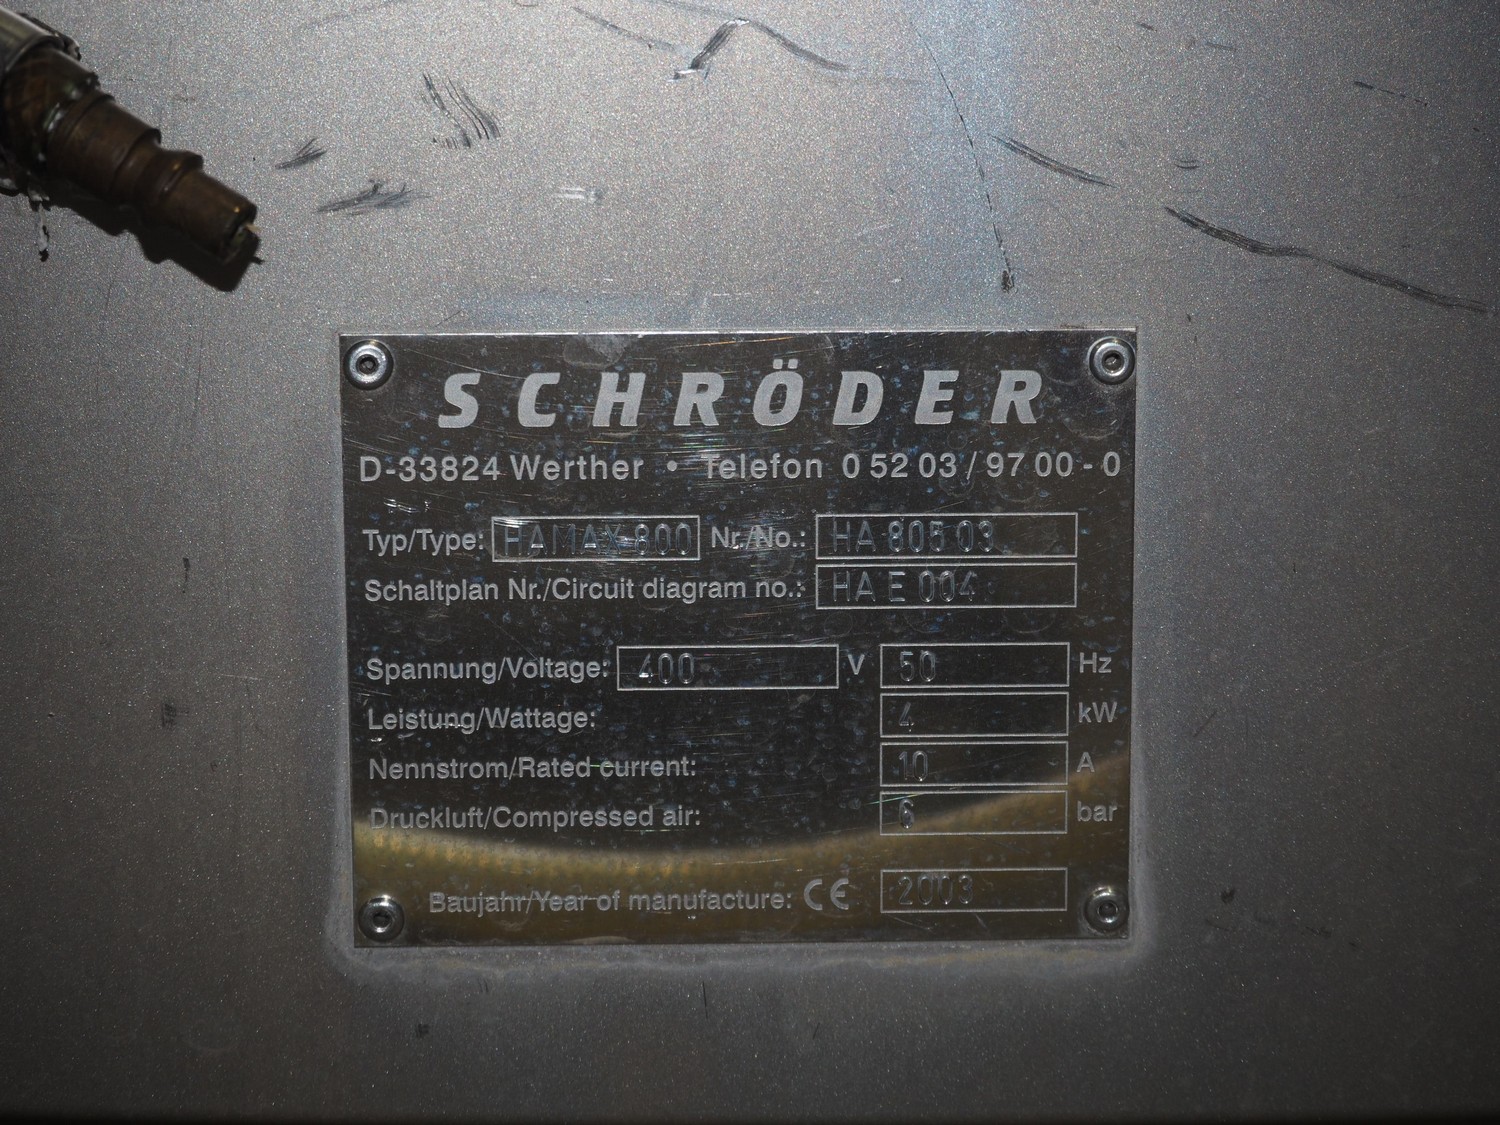 SCHRÖDER
D-33824 Werther • Telefon 0 52 03 / 97 00 - 0
Typ/Type: HAMAX 800 Nr./No.: HA 805 03
Schaltplan Nr./Circuit diagram no.: HA E 004
Spannung/Voltage: 400 V 50 Hz
Leistung/Wattage: 4 kW
Nennstrom/Rated current: 10 A
Druckluft/Compressed air: 6 bar
Baujahr/Year of manufacture: CE 2003